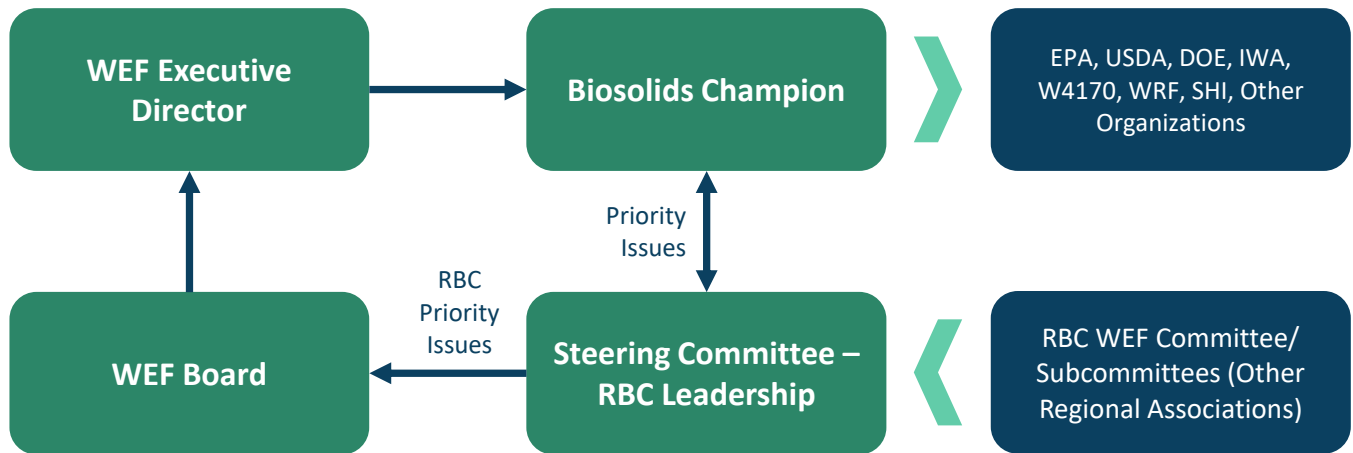 WEF Executive
Director
Biosolids Champion
EPA, USDA, DOE, IWA,
W4170, WRF, SHI, Other
Organizations
Priority
Issues
RBC
Priority
Issues
WEF Board
Steering Committee –
RBC Leadership
RBC WEF Committee/
Subcommittees (Other
Regional Associations)